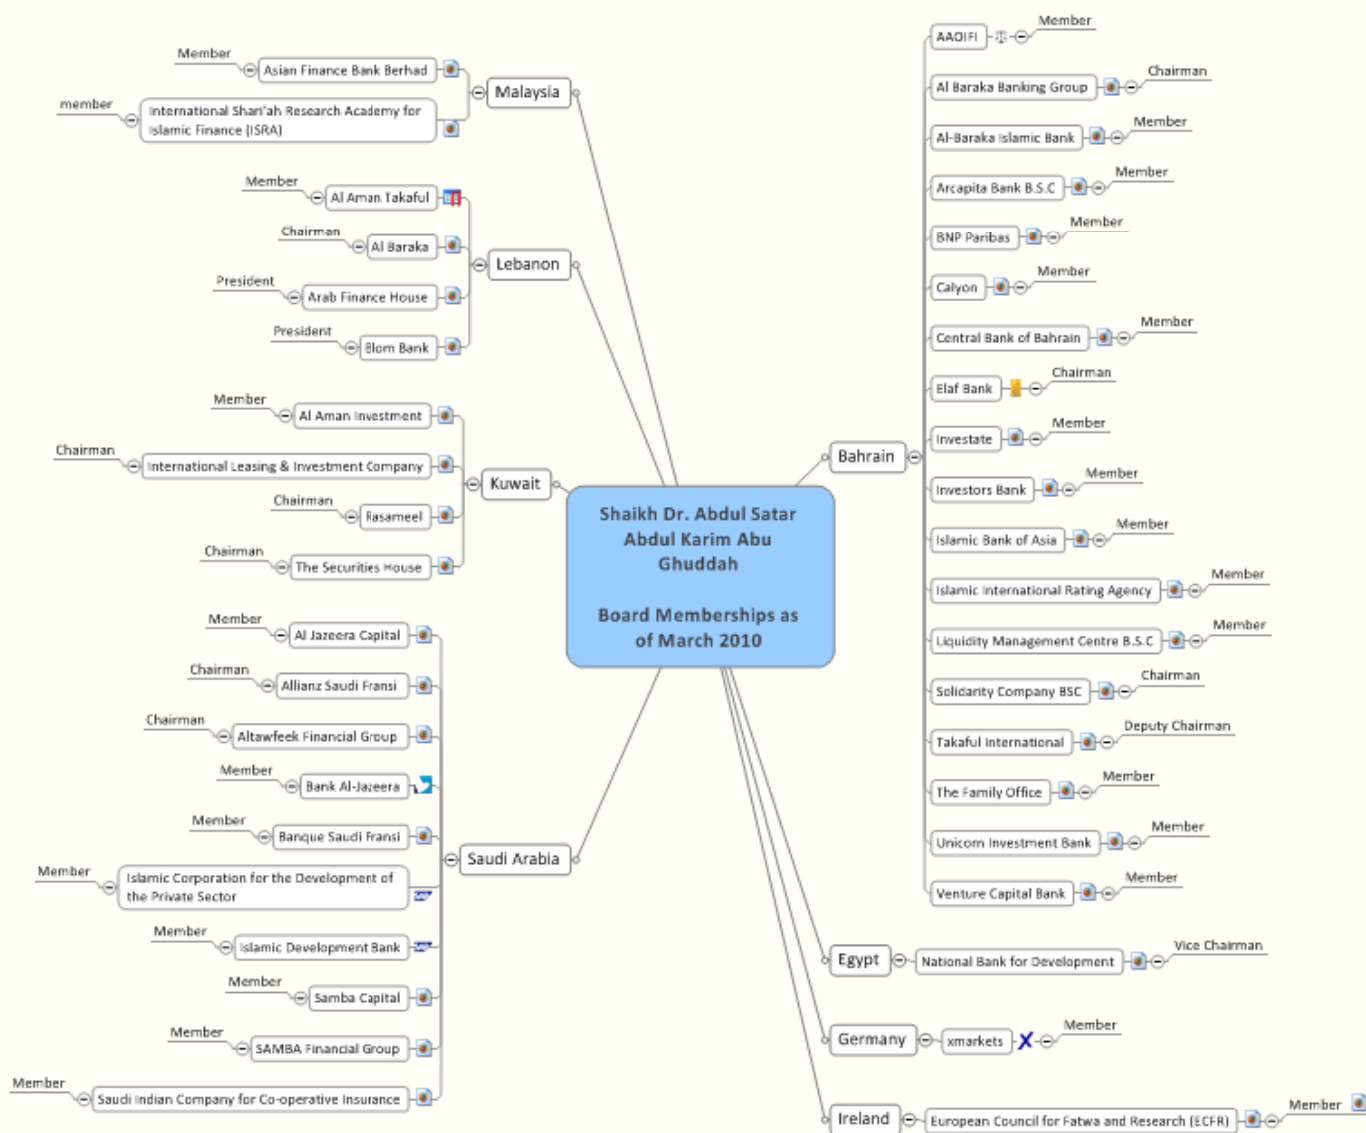 Shaikh Dr. Abdul Satar
Abdul Karim Abu
Ghuddah
Board Memberships as
of March 2010
Malaysia
Member
Asian Finance Bank Berhad
member
International Shari'ah Research Academy for
Islamic Finance (ISRA)
Lebanon
Member
Al Aman Takaful
Chairman
Al Baraka
President
Arab Finance House
President
Blom Bank
Kuwait
Member
Al Aman Investment
Chairman
International Leasing & Investment Company
Chairman
Rasameel
Chairman
The Securities House
Saudi Arabia
Member
Al Jazeera Capital
Chairman
Allianz Saudi Fransi
Chairman
Altawfeek Financial Group
Member
Bank Al-Jazeera
Member
Banque Saudi Fransi
Member
Islamic Corporation for the Development of
the Private Sector
Member
Islamic Development Bank
Member
Samba Capital
Member
SAMBA Financial Group
Member
Saudi Indian Company for Co-operative Insurance
Bahrain
AAOIFI
Member
Al Baraka Banking Group
Chairman
Al-Baraka Islamic Bank
Member
Arcapita Bank B.S.C
Member
BNP Paribas
Member
Calyon
Member
Central Bank of Bahrain
Member
Elaf Bank
Chairman
Investate
Member
Investors Bank
Member
Islamic Bank of Asia
Member
Islamic International Rating Agency
Member
Liquidity Management Centre B.S.C
Member
Solidarity Company BSC
Chairman
Takaful International
Deputy Chairman
The Family Office
Member
Unicorn Investment Bank
Member
Venture Capital Bank
Member
Egypt
National Bank for Development
Vice Chairman
Germany
xmarkets
Member
Ireland
European Council for Fatwa and Research (ECFR)
Member